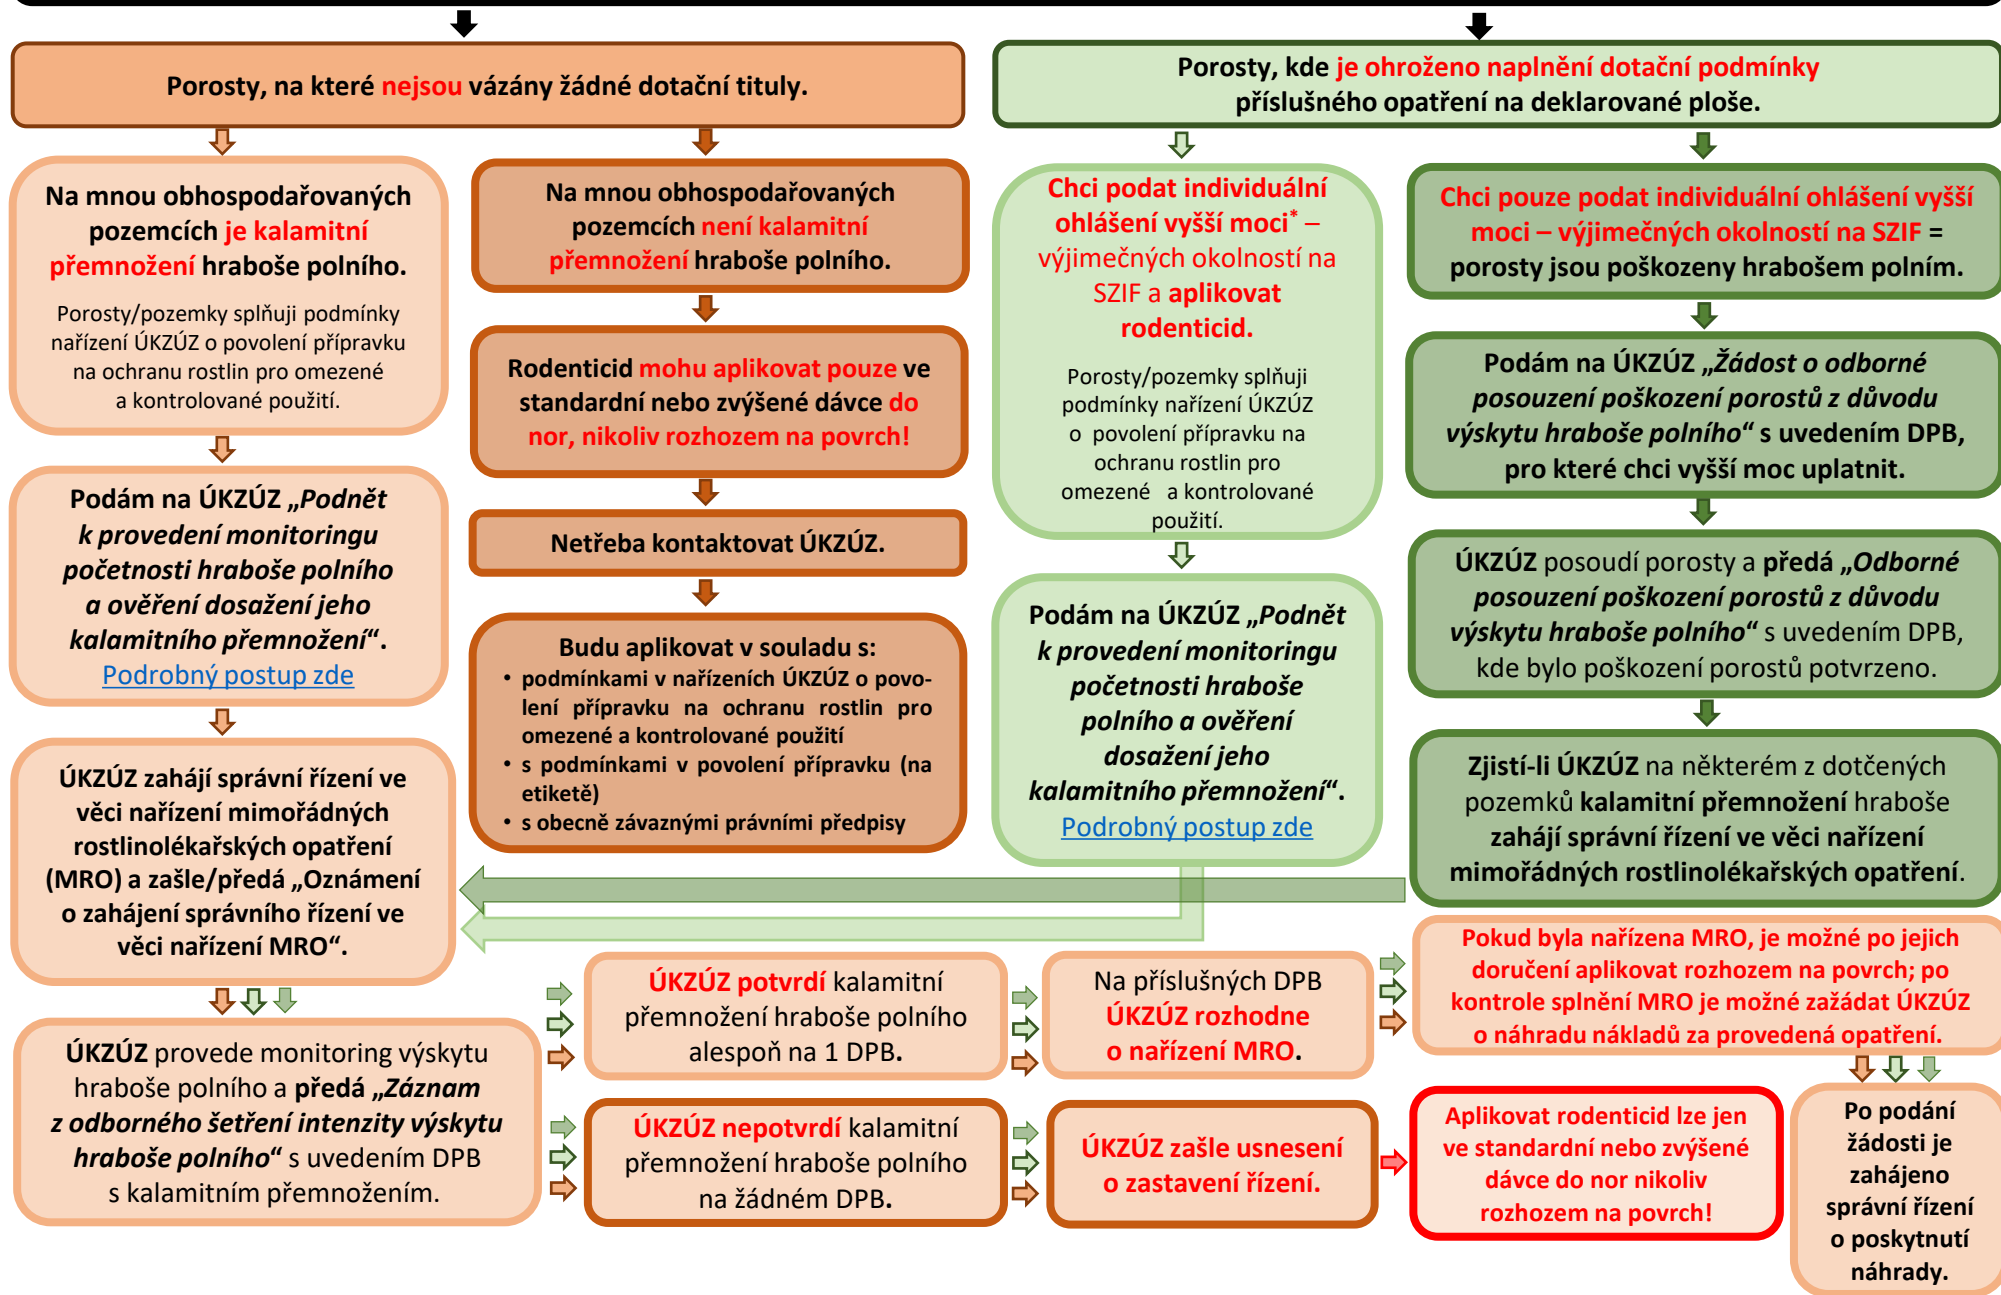 Porosty, na které nejsou vázány žádné dotační tituly.
Porosty, kde je ohroženo naplnění dotační podmínky
příslušného opatření na deklarované ploše.
Na mnou obhospodařovaných
pozemcích je kalamitní
přemnožení hraboše polního.
Porosty/pozemky splňuji podmínky
nařízení ÚKZÚZ o povolení přípravku
na ochranu rostlin pro omezené
a kontrolované použití.
Podám na ÚKZÚZ „Podnět
k provedení monitoringu
početnosti hraboše polního
a ověření dosažení jeho
kalamitního přemnožení“.
Podrobný postup zde
ÚKZÚZ zahájí správní řízení ve
věci nařízení mimořádných
rostlinolékařských opatření
(MRO) a zašle/předá „Oznámení
o zahájení správního řízení ve
věci nařízení MRO“.
Na mnou obhospodařovaných
pozemcích není kalamitní
přemnožení hraboše polního.
Rodenticid mohu aplikovat pouze ve
standardní nebo zvýšené dávce do
nor, nikoliv rozhozem na povrch!
Netřeba kontaktovat ÚKZÚZ.
Budu aplikovat v souladu s:
• podmínkami v nařízeních ÚKZÚZ o povo-
lení přípravku na ochranu rostlin pro
omezené a kontrolované použití
• s podmínkami v povolení přípravku (na
etiketě)
• s obecně závaznými právními předpisy
Chci podat individuální
ohlášení vyšší moci* –
výjimečných okolností na
SZIF a aplikovat
rodenticid.
Porosty/pozemky splňuji
podmínky nařízení ÚKZÚZ
o povolení přípravku na
ochranu rostlin pro
omezené a kontrolované
použití.
Podám na ÚKZÚZ „Podnět
k provedení monitoringu
početnosti hraboše
polního a ověření
dosažení jeho
kalamitního přemnožení“.
Podrobný postup zde
Chci pouze podat individuální ohlášení vyšší
moci – výjimečných okolností na SZIF =
porosty jsou poškozeny hrabošem polním.
Podám na ÚKZÚZ „Žádost o odborné
posouzení poškození porostů z důvodu
výskytu hraboše polního“ s uvedením DPB,
pro které chci vyšší moc uplatnit.
ÚKZÚZ posoudí porosty a předá „Odborné
posouzení poškození porostů z důvodu
výskytu hraboše polního“ s uvedením DPB,
kde bylo poškození porostů potvrzeno.
Zjistí-li ÚKZÚZ na některém z dotčených
pozemků kalamitní přemnožení hraboše
zahájí správní řízení ve věci nařízení
mimořádných rostlinolékařských opatření.
ÚKZÚZ provede monitoring výskytu
hraboše polního a předá „Záznam
z odborného šetření intenzity výskytu
hraboše polního“ s uvedením DPB
s kalamitním přemnožením.
ÚKZÚZ potvrdí kalamitní
přemnožení hraboše polního
alespoň na 1 DPB.
Na příslušných DPB
ÚKZÚZ rozhodne
o nařízení MRO.
Pokud byla nařízena MRO, je možné po jejich
doručení aplikovat rozhozem na povrch; po
kontrole splnění MRO je možné zažádat ÚKZÚZ
o náhradu nákladů za provedená opatření.
ÚKZÚZ nepotvrdí kalamitní
přemnožení hraboše polního
na žádném DPB.
ÚKZÚZ zašle usnesení
o zastavení řízení.
Aplikovat rodenticid lze jen
ve standardní nebo zvýšené
dávce do nor nikoliv
rozhozem na povrch!
Po podání
žádosti je
zahájeno
správní řízení
o poskytnutí
náhrady.